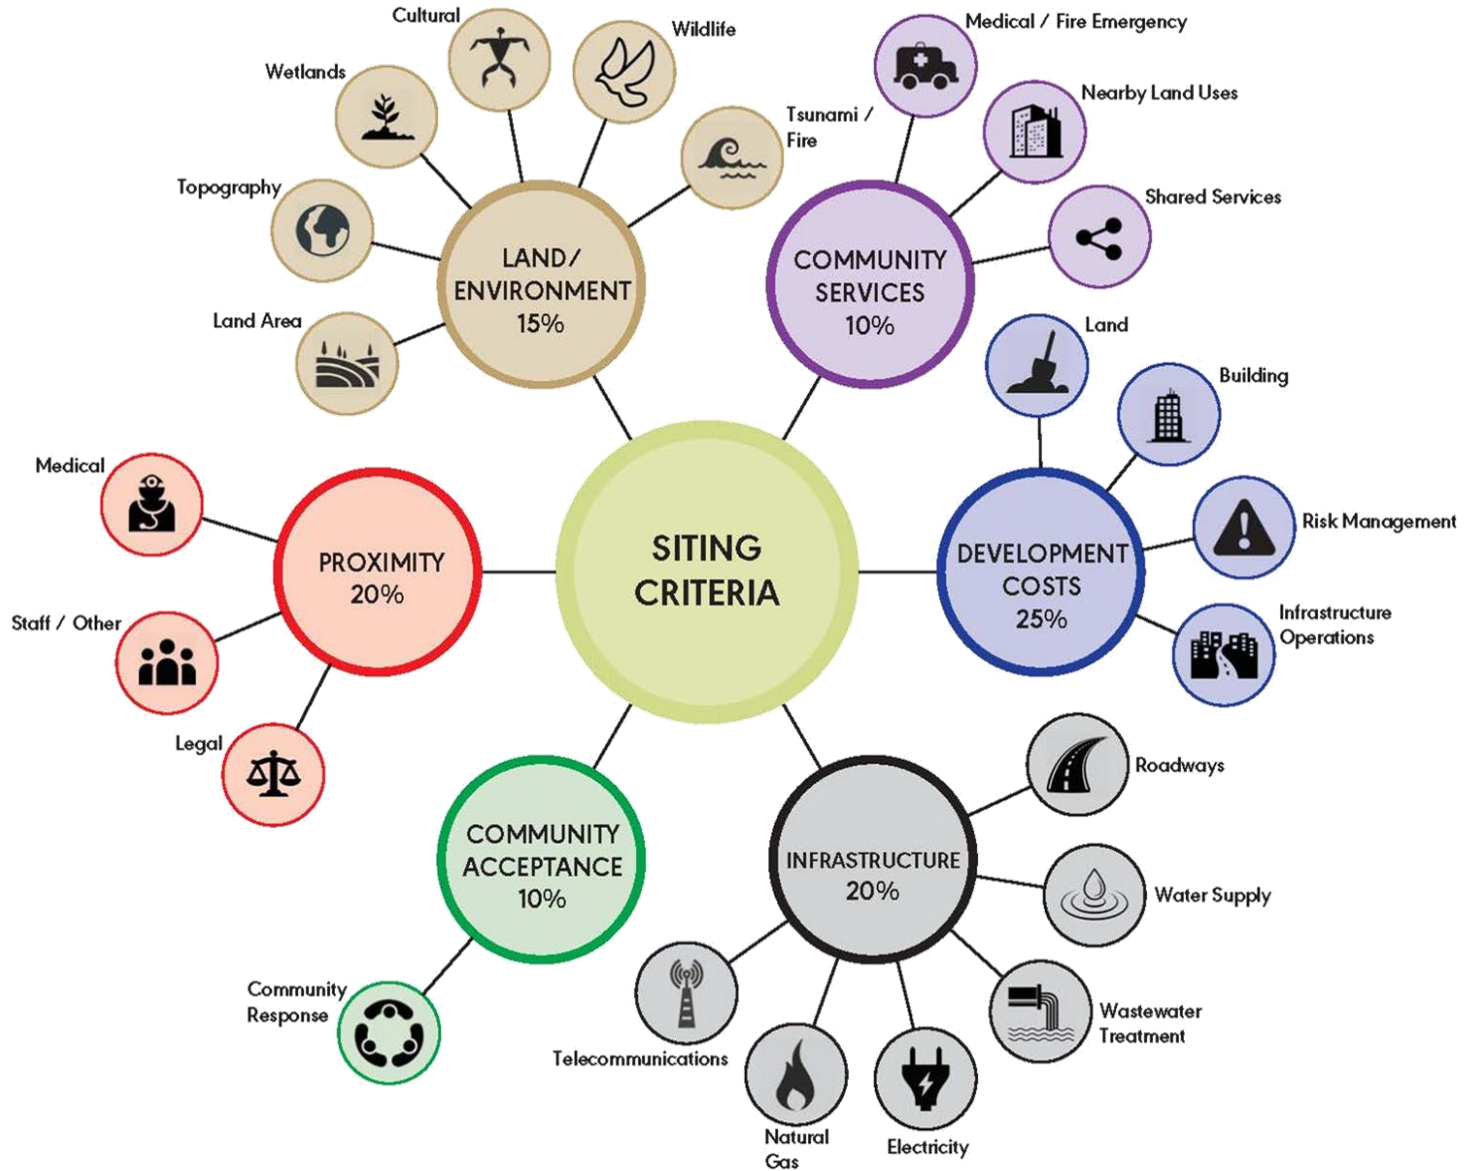 Cultural
Wildlife
Wetlands
Tsunami /
Fire
Topography
Land Area
LAND/
ENVIRONMENT
15%
Medical / Fire Emergency
Nearby Land Uses
Shared Services
COMMUNITY
SERVICES
10%
Land
Building
Risk Management
Infrastructure
Operations
DEVELOPMENT
COSTS
25%
SITING
CRITERIA
Medical
Staff / Other
Legal
PROXIMITY
20%
COMMUNITY
ACCEPTANCE
10%
Community
Response
INFRASTRUCTURE
20%
Roadways
Water Supply
Wastewater
Treatment
Electricity
Natural
Gas
Telecommunications